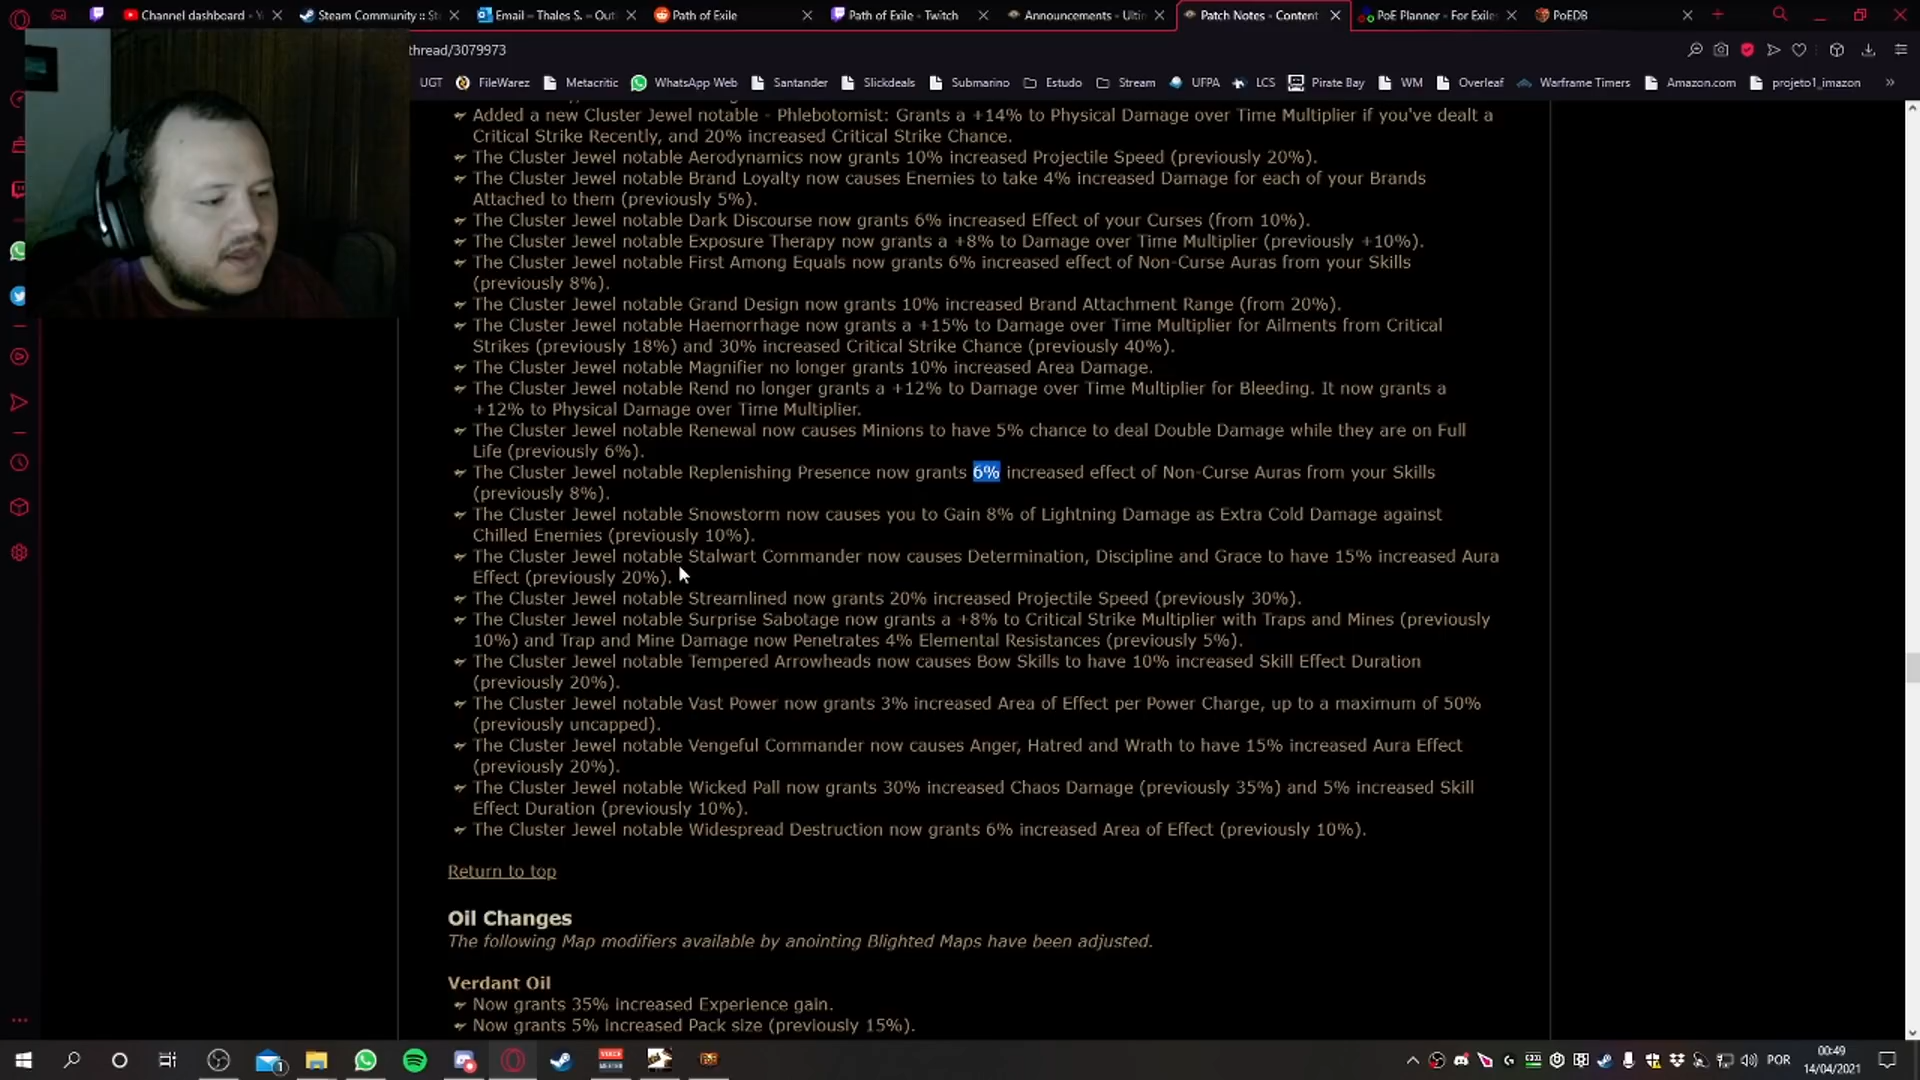 Channel dashboard - Y
Steam Community :: St
Email – Thales S. – Outl
Path of Exile
Path of Exile - Twitch
Announcements - Ultin
Patch Notes - Content
PoE Planner - For Exile
PoEDB
thread/3079973
UGT
FileWarez
Metacritic
WhatsApp Web
Santander
Slickdeals
Submarino
Estudo
Stream
UFPA
LCS
Pirate Bay
WM
Overleaf
Warframe Timers
Amazon.com
projeto1_imazon
Added a new Cluster Jewel notable - Phlebotomist: Grants a +14% to Physical Damage over Time Multiplier if you've dealt a
Critical Strike Recently, and 20% increased Critical Strike Chance.
The Cluster Jewel notable Aerodynamics now grants 10% increased Projectile Speed (previously 20%).
The Cluster Jewel notable Brand Loyalty now causes Enemies to take 4% increased Damage for each of your Brands
Attached to them (previously 5%).
The Cluster Jewel notable Dark Discourse now grants 6% increased Effect of your Curses (from 10%).
The Cluster Jewel notable Exposure Therapy now grants a +8% to Damage over Time Multiplier (previously +10%).
The Cluster Jewel notable First Among Equals now grants 6% increased effect of Non-Curse Auras from your Skills
(previously 8%).
The Cluster Jewel notable Grand Design now grants 10% increased Brand Attachment Range (from 20%).
The Cluster Jewel notable Haemorrhage now grants a +15% to Damage over Time Multiplier for Ailments from Critical
Strikes (previously 18%) and 30% increased Critical Strike Chance (previously 40%).
The Cluster Jewel notable Magnifier no longer grants 10% increased Area Damage.
The Cluster Jewel notable Rend no longer grants a +12% to Damage over Time Multiplier for Bleeding. It now grants a
+12% to Physical Damage over Time Multiplier.
The Cluster Jewel notable Renewal now causes Minions to have 5% chance to deal Double Damage while they are on Full
Life (previously 6%).
The Cluster Jewel notable Replenishing Presence now grants 6% increased effect of Non-Curse Auras from your Skills
(previously 8%).
The Cluster Jewel notable Snowstorm now causes you to Gain 8% of Lightning Damage as Extra Cold Damage against
Chilled Enemies (previously 10%).
The Cluster Jewel notable Stalwart Commander now causes Determination, Discipline and Grace to have 15% increased Aura
Effect (previously 20%).
The Cluster Jewel notable Streamlined now grants 20% increased Projectile Speed (previously 30%).
The Cluster Jewel notable Surprise Sabotage now grants a +8% to Critical Strike Multiplier with Traps and Mines (previously
10%) and Trap and Mine Damage now Penetrates 4% Elemental Resistances (previously 5%).
The Cluster Jewel notable Tempered Arrowheads now causes Bow Skills to have 10% increased Skill Effect Duration
(previously 20%).
The Cluster Jewel notable Vast Power now grants 3% increased Area of Effect per Power Charge, up to a maximum of 50%
(previously uncapped).
The Cluster Jewel notable Vengeful Commander now causes Anger, Hatred and Wrath to have 15% increased Aura Effect
(previously 20%).
The Cluster Jewel notable Wicked Pall now grants 30% increased Chaos Damage (previously 35%) and 5% increased Skill
Effect Duration (previously 10%).
The Cluster Jewel notable Widespread Destruction now grants 6% increased Area of Effect (previously 10%).
Return to top
Oil Changes
The following Map modifiers available by anointing Blighted Maps have been adjusted.
Verdant Oil
Now grants 35% increased Experience gain.
Now grants 5% increased Pack size (previously 15%).
POR
00:49
14/04/2021